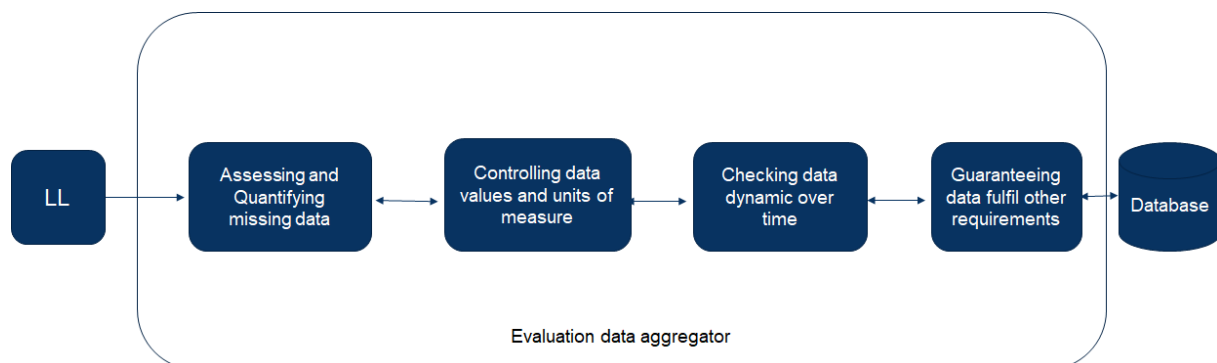 LL
Assessing and
Quantifying
missing data
Controlling data
values and units of
measure
Checking data
dynamic over
time
Guaranteeing
data fulfil other
requirements
Database
Evaluation data aggregator